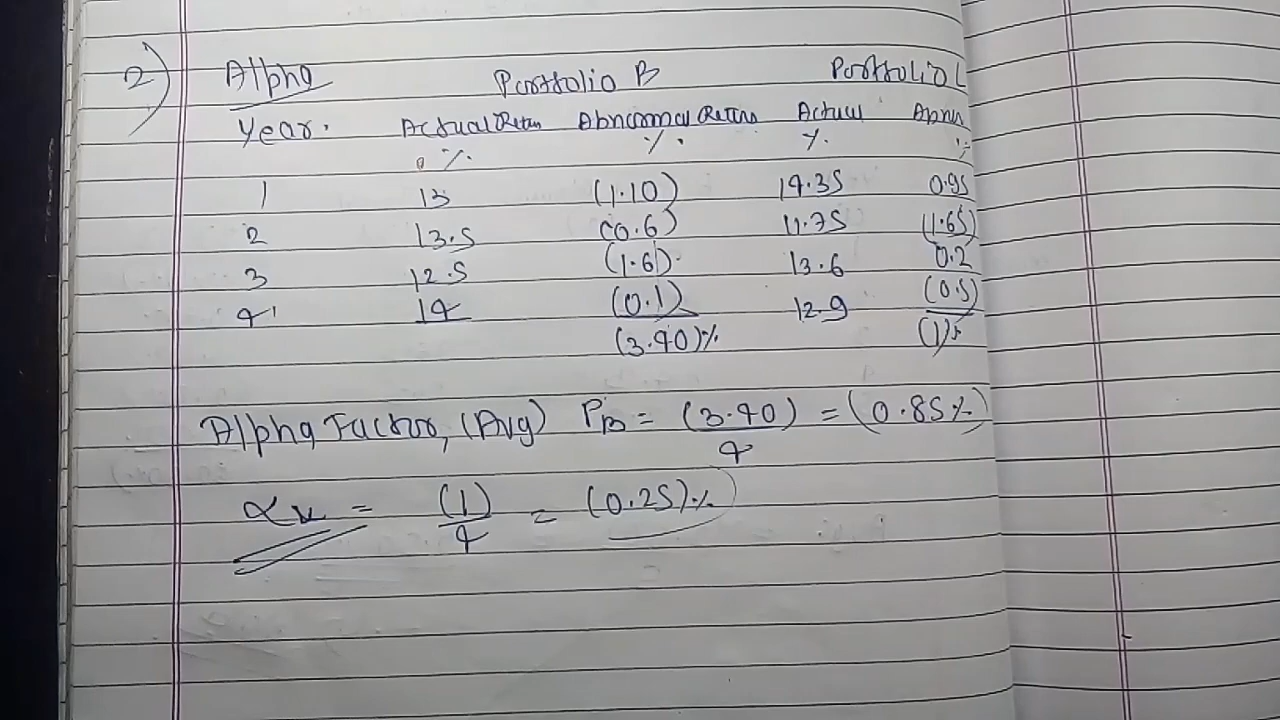 2) Alpha Portfolio B Portfolio L
Year. Actual Return Abnormal Return Actual Abnor
% %. %. %
1 13 (1.10) 14.35 0.95
2 13.5 (0.6) 11.75 (1.65)
3 12.5 (1.6) 13.6 0.2
4 14 (0.1) 12.9 (0.5)
(3.40)% (1)%
Alpha Factor, (Avg) PB = (3.40) = (0.85%)
4
= (1) = (0.25)%
4